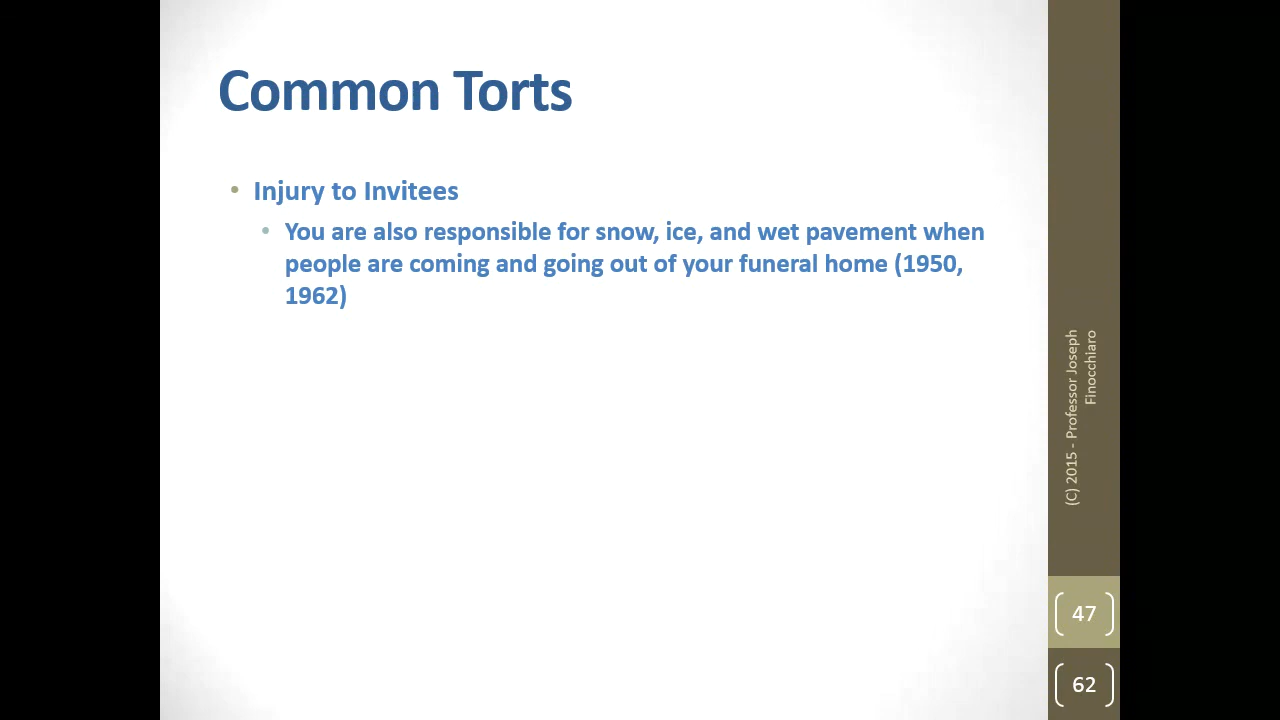 Common Torts
• Injury to Invitees
• You are also responsible for snow, ice, and wet pavement when
people are coming and going out of your funeral home (1950,
1962)
(C) 2015 - Professor Joseph
Finocchiaro
47
62